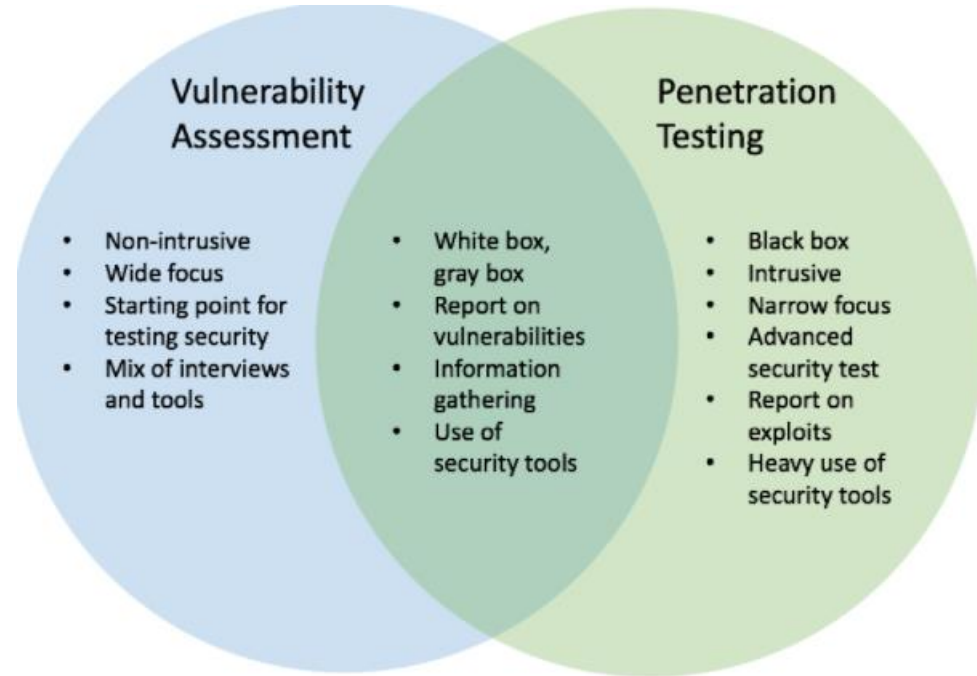 Vulnerability
Assessment
• Non-intrusive
• Wide focus
• Starting point for
testing security
• Mix of interviews
and tools
• White box,
gray box
• Report on
vulnerabilities
• Information
gathering
• Use of
security tools
Penetration
Testing
• Black box
• Intrusive
• Narrow focus
• Advanced
security test
• Report on
exploits
• Heavy use of
security tools